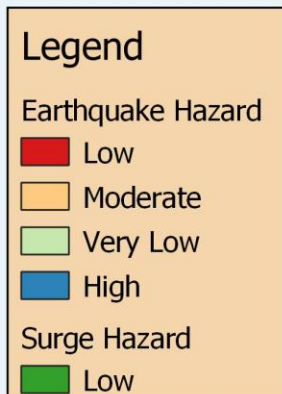 Legend
Earthquake Hazard
Low
Moderate
Very Low
High
Surge Hazard
Low